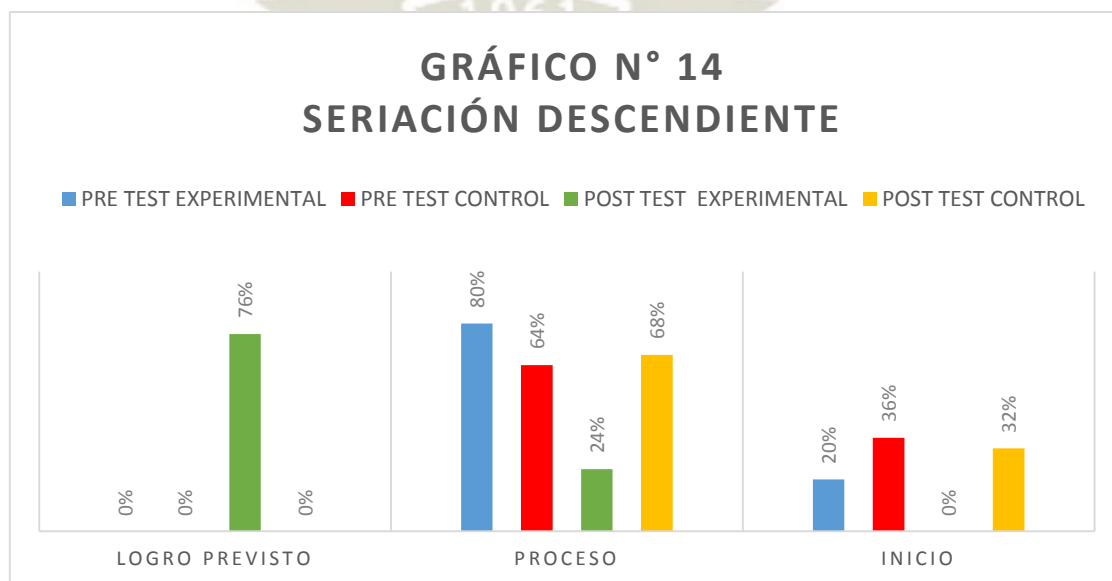 1961
GRÁFICO N° 14
SERIACIÓN DESCENDIENTE
PRE TEST EXPERIMENTAL PRE TEST CONTROL POST TEST EXPERIMENTAL POST TEST CONTROL
0% 0% 76% 0%
80% 64% 24% 68%
20% 36% 0% 32%
LOGRO PREVISTO PROCESO INICIO